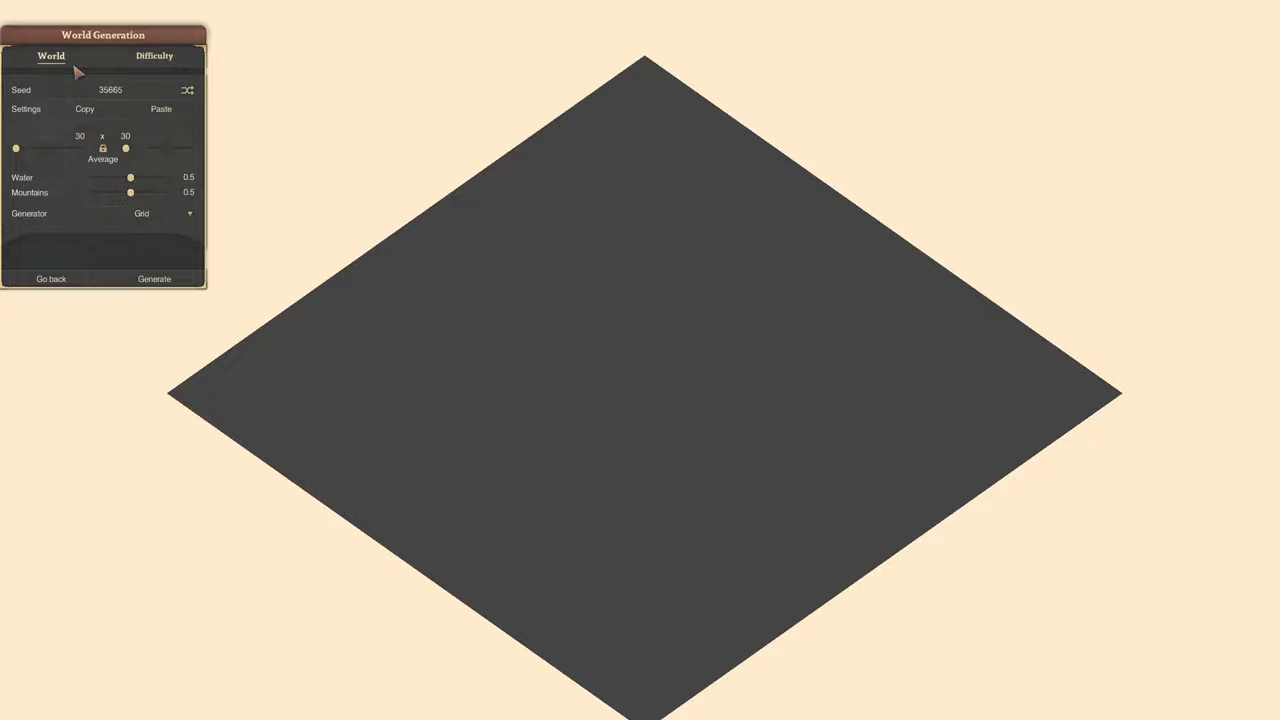 World Generation
World Difficulty
Seed 35665
Settings Copy Paste
30 x 30
Average
Water 0.5
Mountains 0.5
Generator Grid
Go back Generate